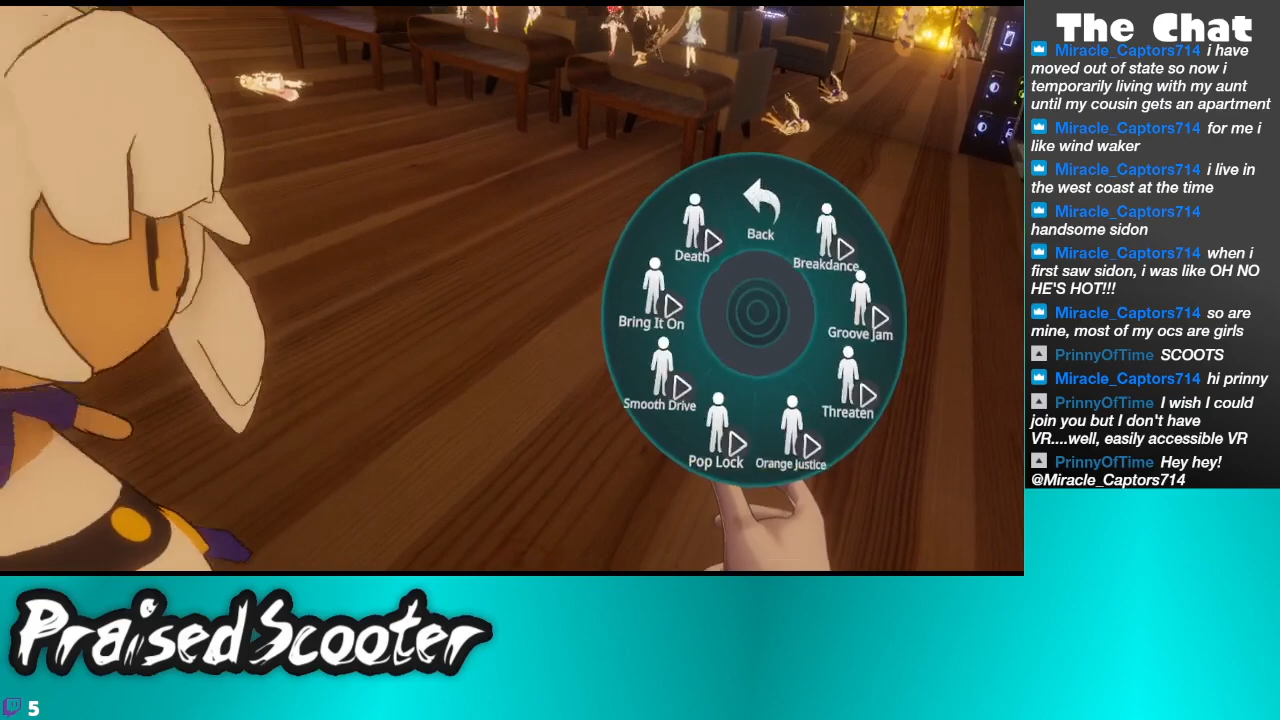 Back
Death
Breakdance
Bring It On
Groove Jam
Smooth Drive
Threaten
Pop Lock
Orange Justice
The Chat
Miracle_Captors714 i have
moved out of state so now i
temporarily living with my aunt
until my cousin gets an apartment
Miracle_Captors714 for me i
like wind waker
Miracle_Captors714 i live in
the west coast at the time
Miracle_Captors714
handsome sidon
Miracle_Captors714 when i
first saw sidon, i was like OH NO
HE'S HOT!!!
Miracle_Captors714 so are
mine, most of my ocs are girls
PrinnyOfTime SCOOTS
Miracle_Captors714 hi prinny
PrinnyOfTime I wish I could
join you but I don't have
VR....well, easily accessible VR
PrinnyOfTime Hey hey!
@Miracle_Captors714
PraisedScooter
5